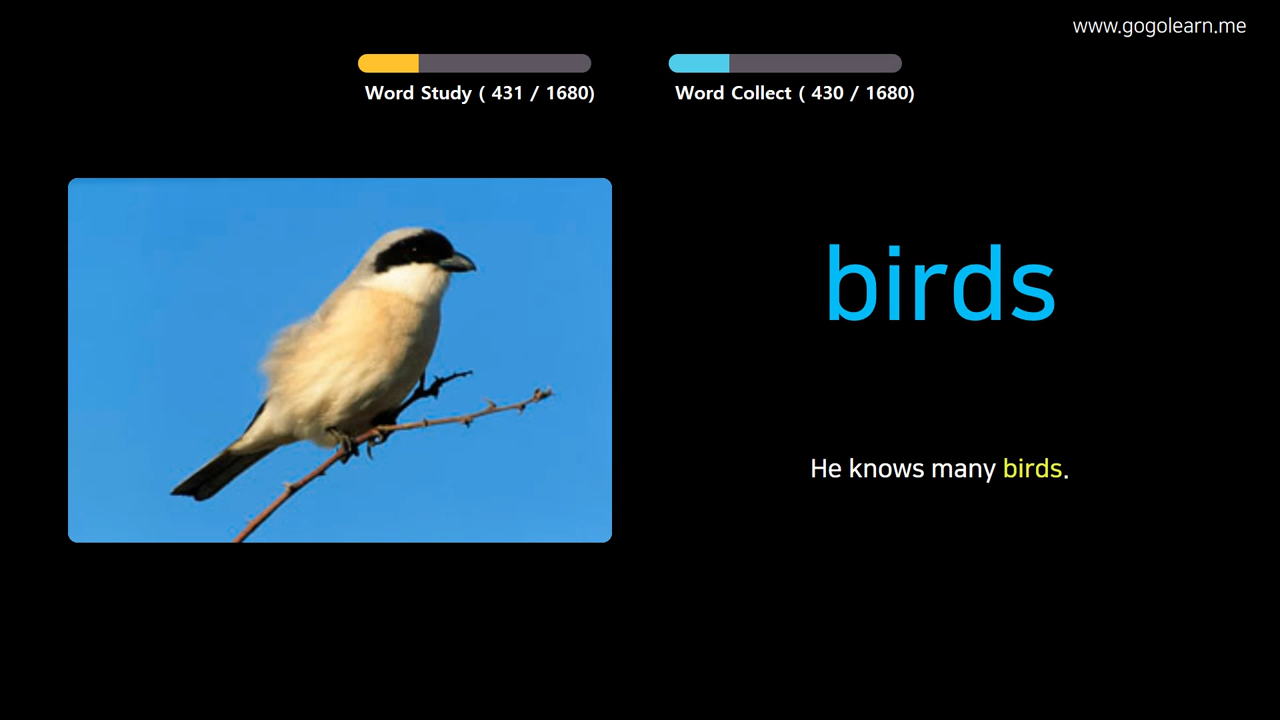 www.gogolearn.me
Word Study ( 431 / 1680)
Word Collect ( 430 / 1680)
birds
He knows many birds.